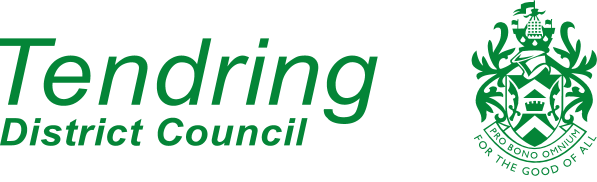 Tendring
District Council
PRO BONO OMNIUM
FOR THE GOOD OF ALL